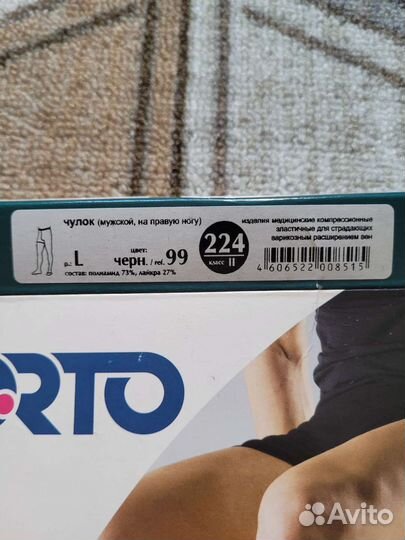 чулок (мужской, на правую ногу)
р.: L
цвет:
черн. / ref. 99
состав: полиамид 73%, лайкра 27%
224
класс II
изделия медицинские компрессионные
эластичные для страдающих
варикозным расширением вен
4 606522 008515
ORTO
Avito